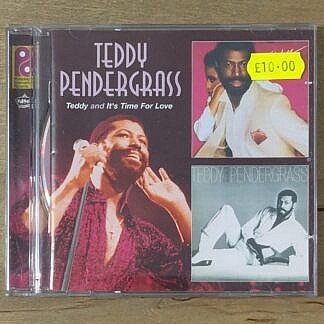 TEDDY
PENDERGRASS
Teddy and It's Time For Love
£10.00
TEDDY PENDERGRASS